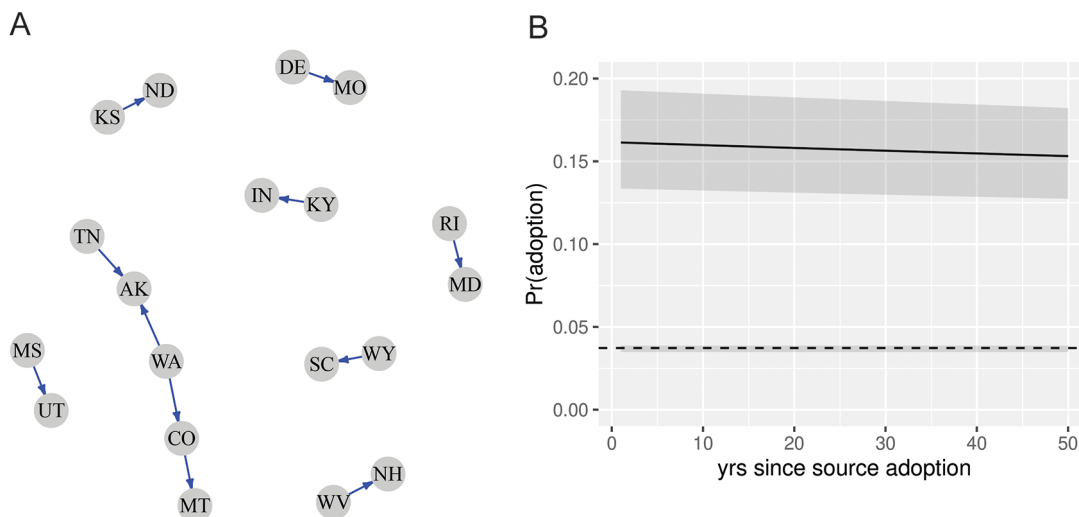 A
DE
MO
ND
KS
IN
KY
RI
MD
TN
AK
WA
CO
MT
MS
UT
SC
WY
NH
WV
B
0.20
0.15
0.10
0.05
0.00
Pr(adoption)
0 10 20 30 40 50
yrs since source adoption